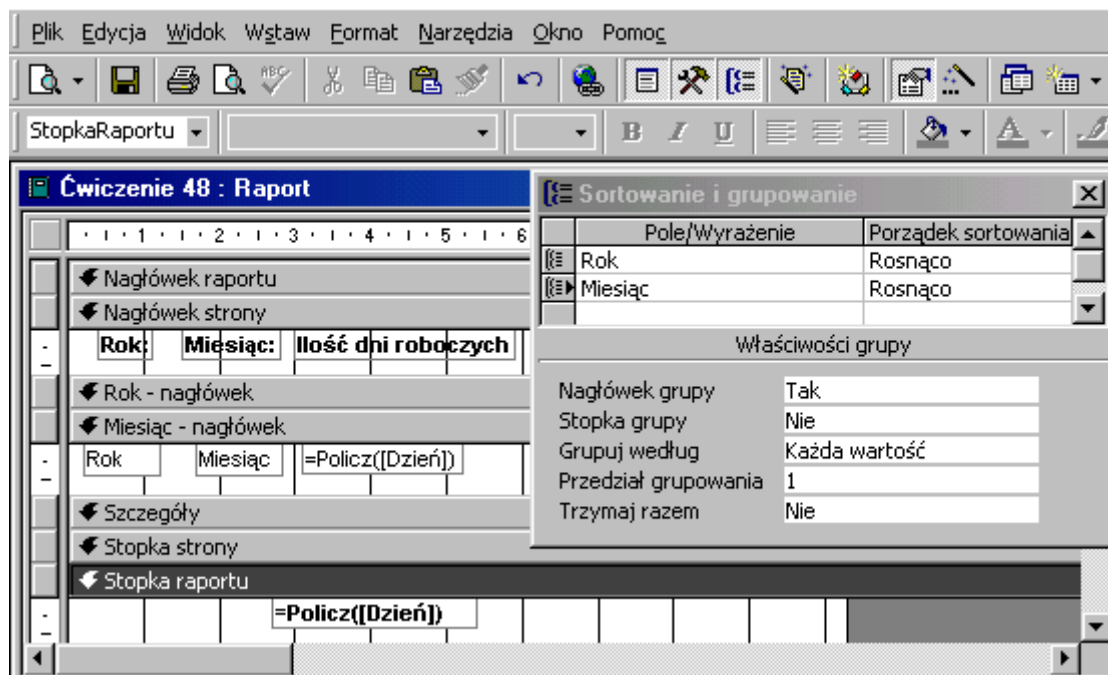 Plik Edycja Widok Wstaw Format Narzędzia Okno Pomoc
ABC
StopkaRaportu B I U A
Ćwiczenie 48 : Raport
1 2 3 4 5 6
Nagłówek raportu
Nagłówek strony
Rok: Miesiąc: Ilość dni roboczych
Rok - nagłówek
Miesiąc - nagłówek
Rok Miesiąc =Policz([Dzień])
Szczegóły
Stopka strony
Stopka raportu
=Policz([Dzień])
Sortowanie i grupowanie
Pole/Wyrażenie Porządek sortowania
Rok Rosnąco
Miesiąc Rosnąco
Właściwości grupy
Nagłówek grupy Tak
Stopka grupy Nie
Grupuj według Każda wartość
Przedział grupowania 1
Trzymaj razem Nie